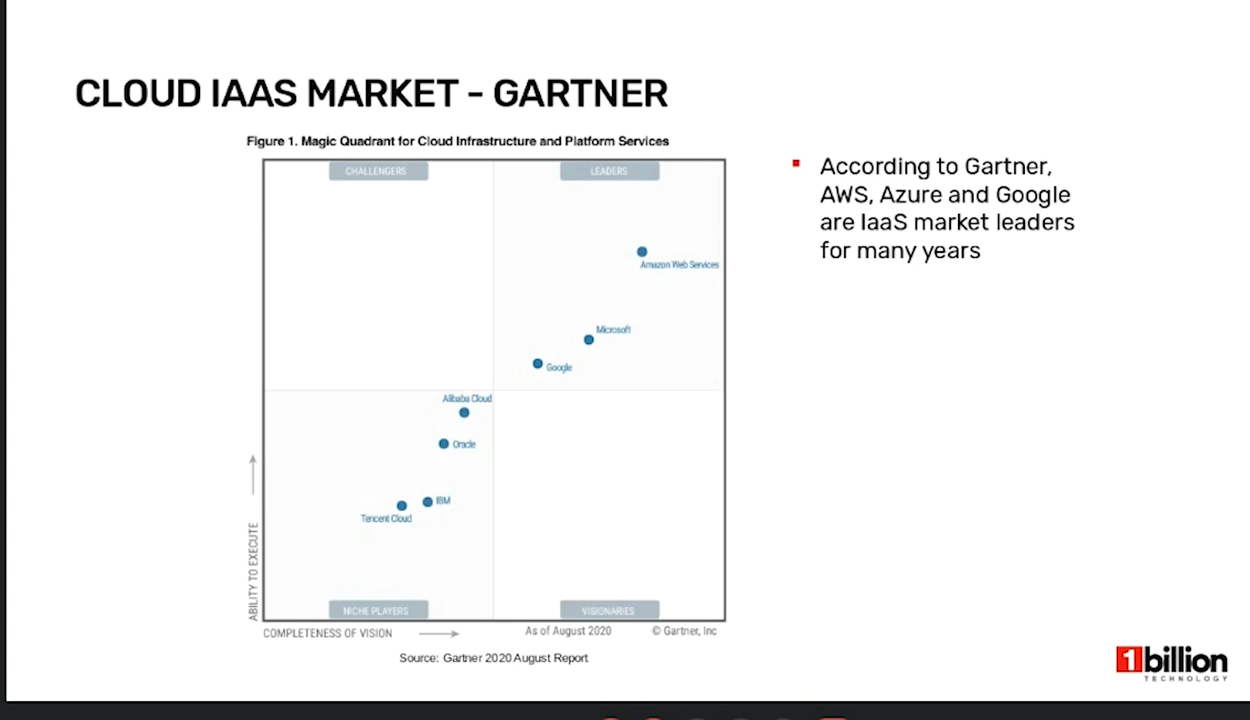 CLOUD IAAS MARKET - GARTNER
Figure 1. Magic Quadrant for Cloud Infrastructure and Platform Services
CHALLENGERS
LEADERS
Amazon Web Services
Microsoft
Google
Alibaba Cloud
Oracle
IBM
Tencent Cloud
NICHE PLAYERS
VISIONARIES
ABILITY TO EXECUTE
COMPLETENESS OF VISION
As of August 2020
© Gartner, Inc
Source: Gartner 2020 August Report
According to Gartner,
AWS, Azure and Google
are IaaS market leaders
for many years
1billion
TECHNOLOGY